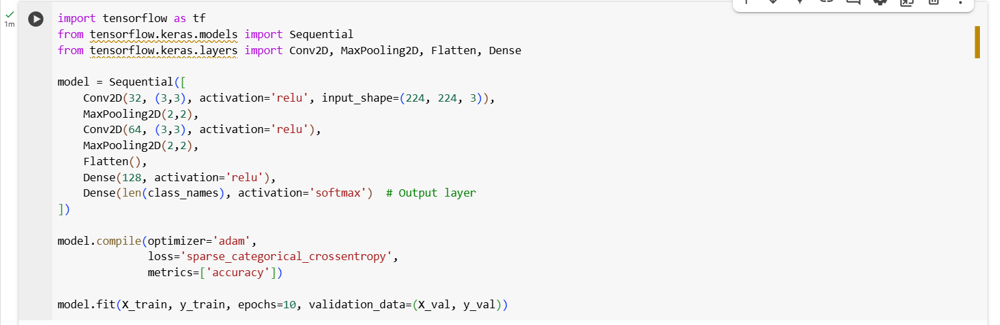 1m
import tensorflow as tf
from tensorflow.keras.models import Sequential
from tensorflow.keras.layers import Conv2D, MaxPooling2D, Flatten, Dense

model = Sequential([
    Conv2D(32, (3,3), activation='relu', input_shape=(224, 224, 3)),
    MaxPooling2D(2,2),
    Conv2D(64, (3,3), activation='relu'),
    MaxPooling2D(2,2),
    Flatten(),
    Dense(128, activation='relu'),
    Dense(len(class_names), activation='softmax')  # Output layer
])

model.compile(optimizer='adam',
              loss='sparse_categorical_crossentropy',
              metrics=['accuracy'])

model.fit(X_train, y_train, epochs=10, validation_data=(X_val, y_val))